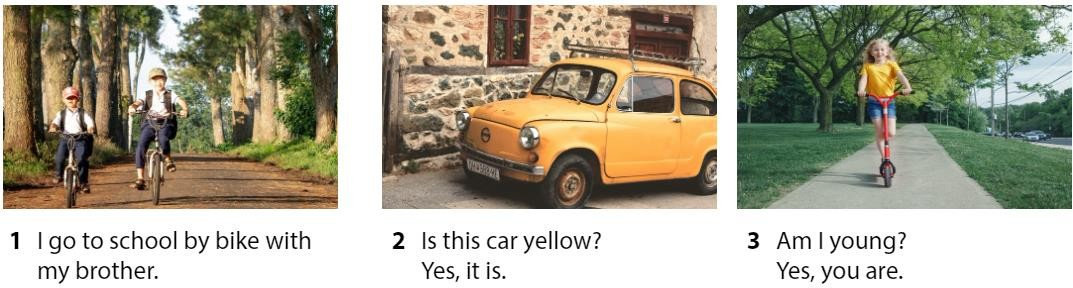 1 I go to school by bike with
my brother.
2 Is this car yellow?
Yes, it is.
3 Am I young?
Yes, you are.